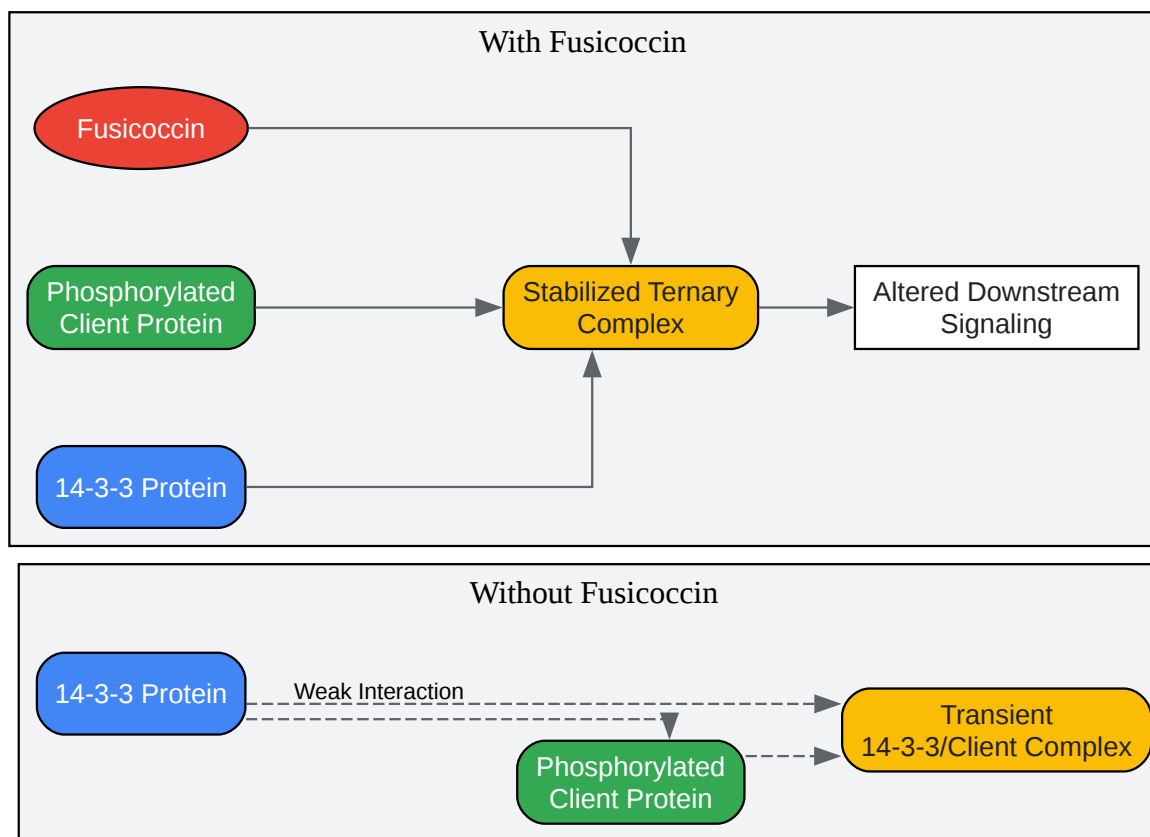 With Fusicoccin
Fusicoccin
Phosphorylated
Client Protein
Stabilized Ternary
Complex
Altered Downstream
Signaling
14-3-3 Protein
Without Fusicoccin
14-3-3 Protein
Weak Interaction
Transient
14-3-3/Client Complex
Phosphorylated
Client Protein